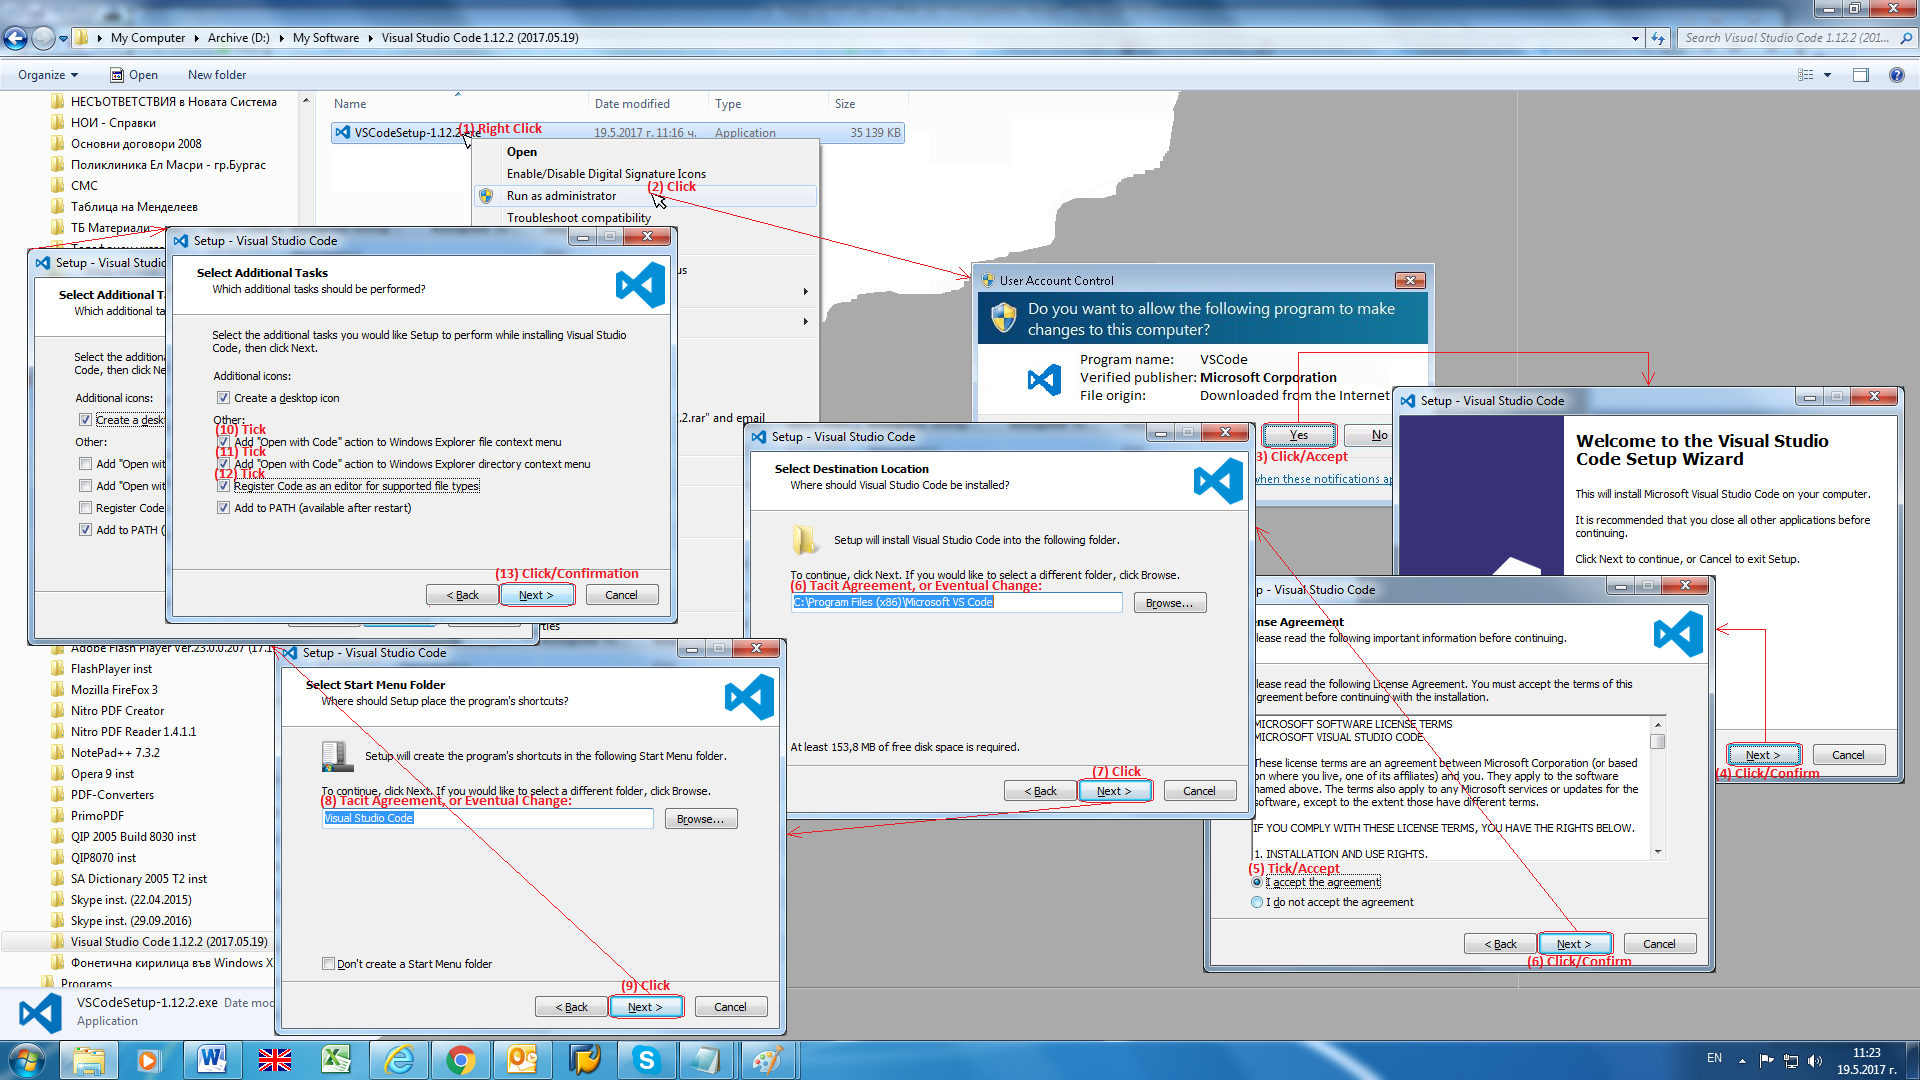 My Computer ▸ Archive (D:) ▸ My Software ▸ Visual Studio Code 1.12.2 (2017.05.19)
Search Visual Studio Code 1.12.2 (201...
Organize
Open
New folder
НЕСЪОТВЕТСТВИЯ в Новата Система
НОИ - Справки
Основни договори 2008
Поликлиника Ел Масри - гр.Бургас
СМС
Таблица на Менделеев
ТБ Материали
Name
Date modified
Type
Size
VSCodeSetup-1.12.2.exe
19.5.2017 г. 11:16 ч.
Application
35 139 KB
(1) Right Click
Open
Enable/Disable Digital Signature Icons
Run as administrator
(2) Click
Troubleshoot compatibility
.2.rar" and email
User Account Control
Do you want to allow the following program to make
changes to this computer?
Program name: VSCode
Verified publisher: Microsoft Corporation
File origin: Downloaded from the Internet
Yes
No
3) Click/Accept
when these notifications ap
Setup - Visual Studio Code
Welcome to the Visual Studio
Code Setup Wizard
This will install Microsoft Visual Studio Code on your computer.
It is recommended that you close all other applications before
continuing.
Click Next to continue, or Cancel to exit Setup.
Next >
Cancel
(4) Click/Confirm
p - Visual Studio Code
nse Agreement
lease read the following important information before continuing.
lease read the following License Agreement. You must accept the terms of this
greement before continuing with the installation.
MICROSOFT SOFTWARE LICENSE TERMS
MICROSOFT VISUAL STUDIO CODE
These license terms are an agreement between Microsoft Corporation (or based
on where you live, one of its affiliates) and you. They apply to the software
named above. The terms also apply to any Microsoft services or updates for the
software, except to the extent those have different terms.
IF YOU COMPLY WITH THESE LICENSE TERMS, YOU HAVE THE RIGHTS BELOW.
1. INSTALLATION AND USE RIGHTS.
(5) Tick/Accept
I accept the agreement
I do not accept the agreement
< Back
Next >
Cancel
(6) Click/Confirm
Setup - Visual Studio Code
Select Destination Location
Where should Visual Studio Code be installed?
Setup will install Visual Studio Code into the following folder.
To continue, click Next. If you would like to select a different folder, click Browse.
(6) Tacit Agreement, or Eventual Change:
C:\Program Files (x86)\Microsoft VS Code
Browse...
At least 153,8 MB of free disk space is required.
(7) Click
< Back
Next >
Cancel
Setup - Visual Studio Code
Select Start Menu Folder
Where should Setup place the program's shortcuts?
Setup will create the program's shortcuts in the following Start Menu folder.
To continue, click Next. If you would like to select a different folder, click Browse.
(8) Tacit Agreement, or Eventual Change:
Visual Studio Code
Browse...
Don't create a Start Menu folder
(9) Click
< Back
Next >
Cancel
Setup - Visual Studio
Select Additional T
Which additional ta
Select the additiona
Code, then click Ne
Additional icons:
Create a desk
Other:
Add "Open wit
Add "Open wit
Register Code
Add to PATH (
Setup - Visual Studio Code
Select Additional Tasks
Which additional tasks should be performed?
Select the additional tasks you would like Setup to perform while installing Visual Studio
Code, then click Next.
Additional icons:
Create a desktop icon
Other:
(10) Tick
Add "Open with Code" action to Windows Explorer file context menu
(11) Tick
Add "Open with Code" action to Windows Explorer directory context menu
(12) Tick
Register Code as an editor for supported file types
Add to PATH (available after restart)
(13) Click/Confirmation
< Back
Next >
Cancel
Adobe Flash Player Ver.23.0.0.207 (17.1
FlashPlayer inst
Mozilla FireFox 3
Nitro PDF Creator
Nitro PDF Reader 1.4.1.1
NotePad++ 7.3.2
Opera 9 inst
PDF-Converters
PrimoPDF
QIP 2005 Build 8030 inst
QIP8070 inst
SA Dictionary 2005 T2 inst
Skype inst. (22.04.2015)
Skype inst. (29.09.2016)
Visual Studio Code 1.12.2 (2017.05.19)
Фонетична кирилица във Windows X
Programs
VSCodeSetup-1.12.2.exe Date mod
Application
EN
11:23
19.5.2017 г.